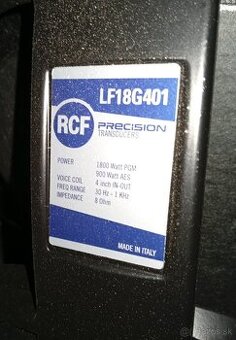 LF18G401
RCF PRECISION
TRANSDUCERS
POWER 1800 Watt PGM
900 Watt AES
VOICE COIL 4 inch IN-OUT
FREQ RANGE 30 Hz - 1 KHz
IMPEDANCE 8 Ohm
MADE IN ITALY